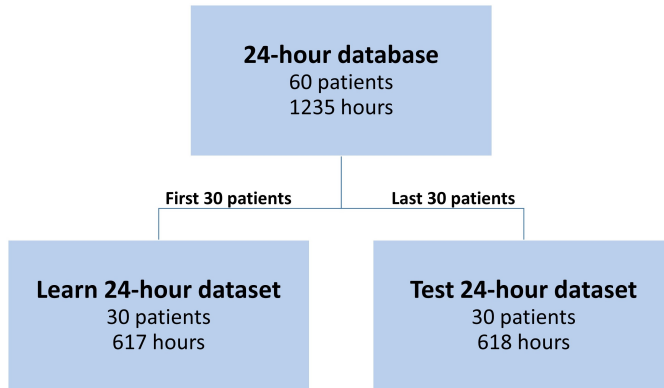 24-hour database
60 patients
1235 hours
First 30 patients
Last 30 patients
Learn 24-hour dataset
30 patients
617 hours
Test 24-hour dataset
30 patients
618 hours